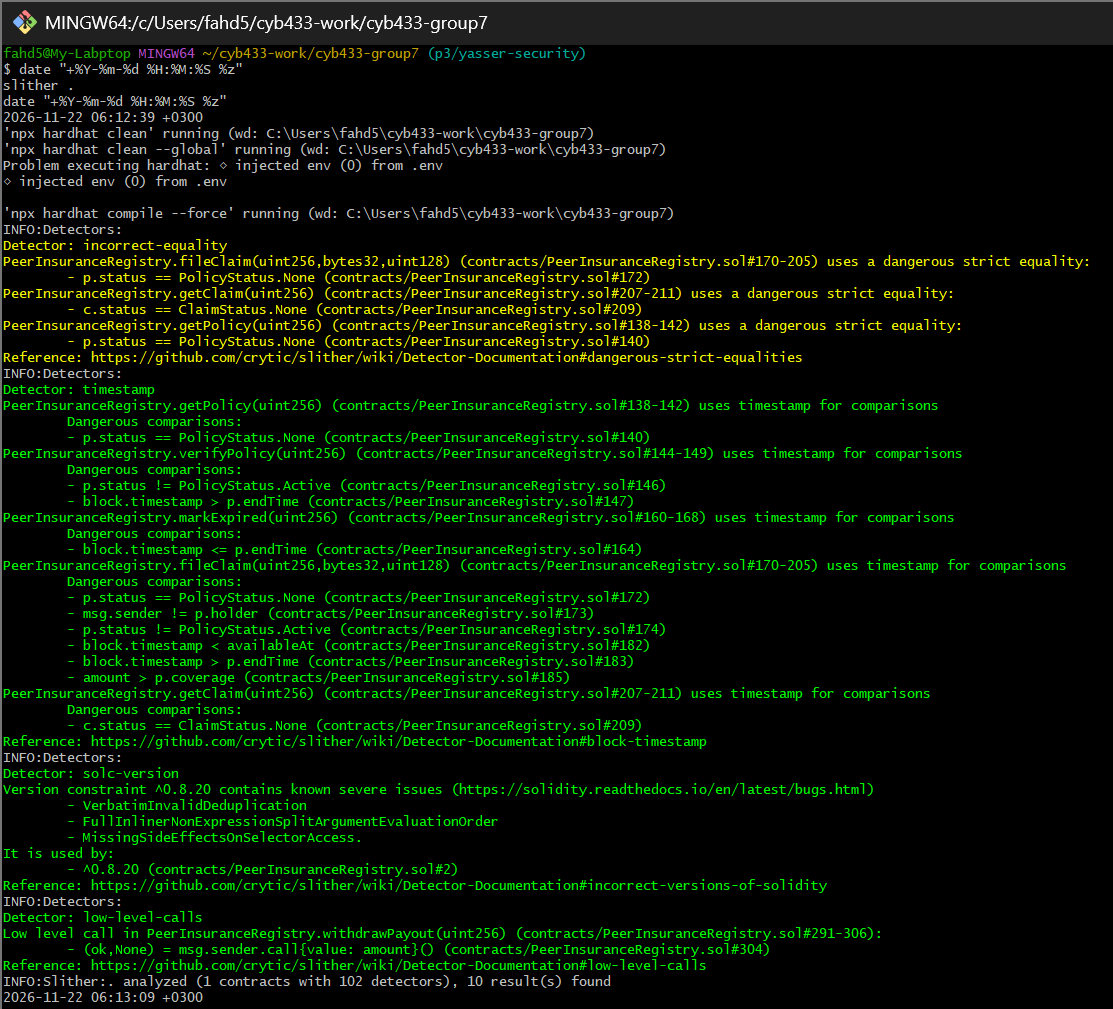 MINGW64:/c/Users/fahd5/cyb433-work/cyb433-group7
fahd5@My-Labptop MINGW64 ~/cyb433-work/cyb433-group7 (p3/yasser-security)
$ date "+%Y-%m-%d %H:%M:%S %z"
slither .
date "+%Y-%m-%d %H:%M:%S %z"
2026-11-22 06:12:39 +0300
'npx hardhat clean' running (wd: C:\Users\fahd5\cyb433-work\cyb433-group7)
'npx hardhat clean --global' running (wd: C:\Users\fahd5\cyb433-work\cyb433-group7)
Problem executing hardhat: ◇ injected env (0) from .env
◇ injected env (0) from .env
'npx hardhat compile --force' running (wd: C:\Users\fahd5\cyb433-work\cyb433-group7)
INFO:Detectors:
Detector: incorrect-equality
PeerInsuranceRegistry.fileClaim(uint256,bytes32,uint128) (contracts/PeerInsuranceRegistry.sol#170-205) uses a dangerous strict equality:
        - p.status == PolicyStatus.None (contracts/PeerInsuranceRegistry.sol#172)
PeerInsuranceRegistry.getClaim(uint256) (contracts/PeerInsuranceRegistry.sol#207-211) uses a dangerous strict equality:
        - c.status == ClaimStatus.None (contracts/PeerInsuranceRegistry.sol#209)
PeerInsuranceRegistry.getPolicy(uint256) (contracts/PeerInsuranceRegistry.sol#138-142) uses a dangerous strict equality:
        - p.status == PolicyStatus.None (contracts/PeerInsuranceRegistry.sol#140)
Reference: https://github.com/crytic/slither/wiki/Detector-Documentation#dangerous-strict-equalities
INFO:Detectors:
Detector: timestamp
PeerInsuranceRegistry.getPolicy(uint256) (contracts/PeerInsuranceRegistry.sol#138-142) uses timestamp for comparisons
        Dangerous comparisons:
        - p.status == PolicyStatus.None (contracts/PeerInsuranceRegistry.sol#140)
PeerInsuranceRegistry.verifyPolicy(uint256) (contracts/PeerInsuranceRegistry.sol#144-149) uses timestamp for comparisons
        Dangerous comparisons:
        - p.status != PolicyStatus.Active (contracts/PeerInsuranceRegistry.sol#146)
        - block.timestamp > p.endTime (contracts/PeerInsuranceRegistry.sol#147)
PeerInsuranceRegistry.markExpired(uint256) (contracts/PeerInsuranceRegistry.sol#160-168) uses timestamp for comparisons
        Dangerous comparisons:
        - block.timestamp <= p.endTime (contracts/PeerInsuranceRegistry.sol#164)
PeerInsuranceRegistry.fileClaim(uint256,bytes32,uint128) (contracts/PeerInsuranceRegistry.sol#170-205) uses timestamp for comparisons
        Dangerous comparisons:
        - p.status == PolicyStatus.None (contracts/PeerInsuranceRegistry.sol#172)
        - msg.sender != p.holder (contracts/PeerInsuranceRegistry.sol#173)
        - p.status != PolicyStatus.Active (contracts/PeerInsuranceRegistry.sol#174)
        - block.timestamp < availableAt (contracts/PeerInsuranceRegistry.sol#182)
        - block.timestamp > p.endTime (contracts/PeerInsuranceRegistry.sol#183)
        - amount > p.coverage (contracts/PeerInsuranceRegistry.sol#185)
PeerInsuranceRegistry.getClaim(uint256) (contracts/PeerInsuranceRegistry.sol#207-211) uses timestamp for comparisons
        Dangerous comparisons:
        - c.status == ClaimStatus.None (contracts/PeerInsuranceRegistry.sol#209)
Reference: https://github.com/crytic/slither/wiki/Detector-Documentation#block-timestamp
INFO:Detectors:
Detector: solc-version
Version constraint ^0.8.20 contains known severe issues (https://solidity.readthedocs.io/en/latest/bugs.html)
        - VerbatimInvalidDeduplication
        - FullInlinerNonExpressionSplitArgumentEvaluationOrder
        - MissingSideEffectsOnSelectorAccess.
It is used by:
        - ^0.8.20 (contracts/PeerInsuranceRegistry.sol#2)
Reference: https://github.com/crytic/slither/wiki/Detector-Documentation#incorrect-versions-of-solidity
INFO:Detectors:
Detector: low-level-calls
Low level call in PeerInsuranceRegistry.withdrawPayout(uint256) (contracts/PeerInsuranceRegistry.sol#291-306):
        - (ok,None) = msg.sender.call{value: amount}() (contracts/PeerInsuranceRegistry.sol#304)
Reference: https://github.com/crytic/slither/wiki/Detector-Documentation#low-level-calls
INFO:Slither:. analyzed (1 contracts with 102 detectors), 10 result(s) found
2026-11-22 06:13:09 +0300